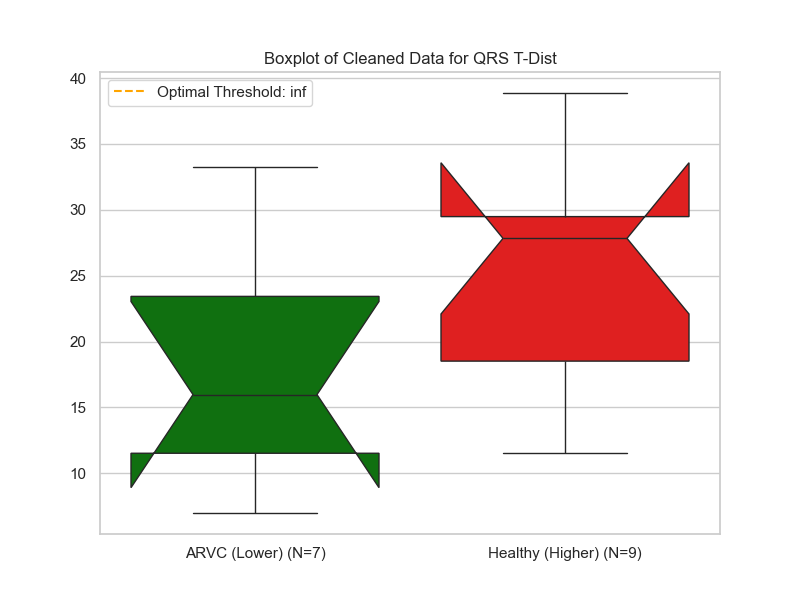 Boxplot of Cleaned Data for QRS T-Dist
Optimal Threshold: inf
40
35
30
25
20
15
10
ARVC (Lower) (N=7)
Healthy (Higher) (N=9)